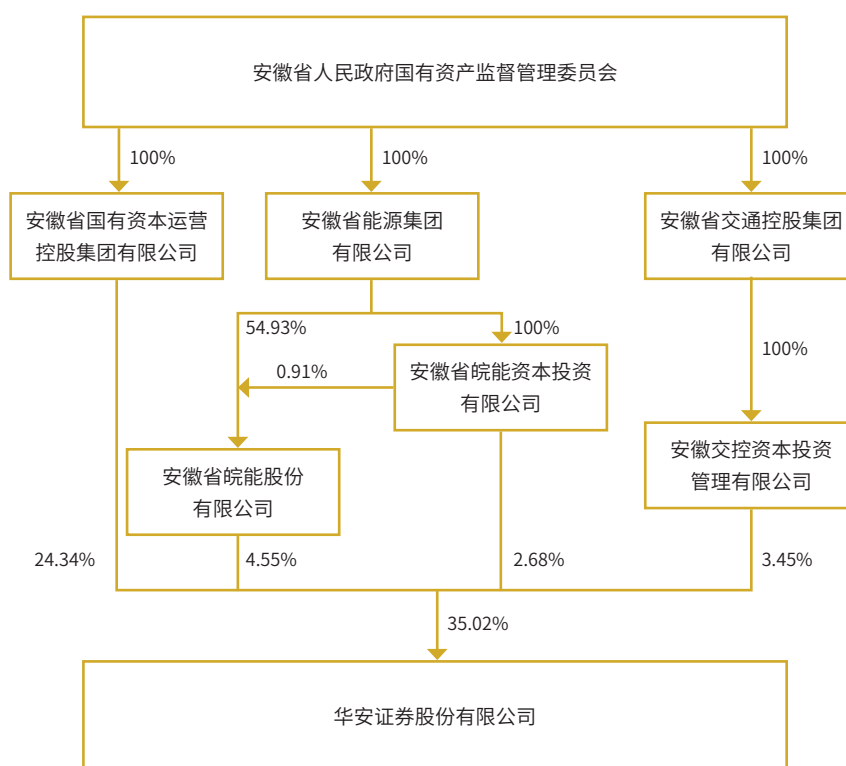 安徽省人民政府国有资产监督管理委员会
100%
100%
100%
安徽省国有资本运营
控股集团有限公司
安徽省能源集团
有限公司
安徽省交通控股集团
有限公司
54.93%
100%
0.91%
安徽省皖能资本投资
有限公司
100%
安徽省皖能股份
有限公司
安徽交控资本投资
管理有限公司
24.34%
4.55%
2.68%
3.45%
35.02%
华安证券股份有限公司